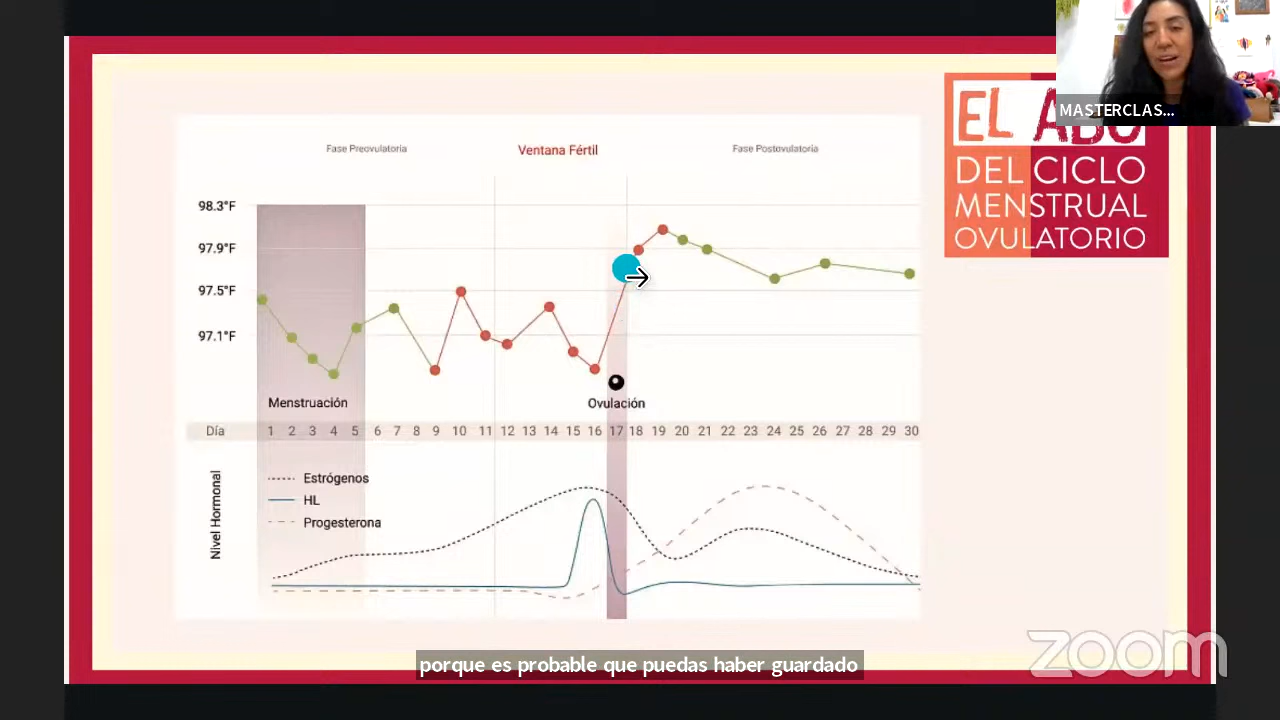 MASTERCLAS...
EL ABC
DEL CICLO
MENSTRUAL
OVULATORIO
Fase Preovulatoria
Ventana Fértil
Fase Postovulatoria
98.3°F
97.9°F
97.5°F
97.1°F
Menstruación
Ovulación
Día 1 2 3 4 5 6 7 8 9 10 11 12 13 14 15 16 17 18 19 20 21 22 23 24 25 26 27 28 29 30
Nivel Hormonal
Estrógenos
HL
Progesterona
porque es probable que puedas haber guardado
zoom